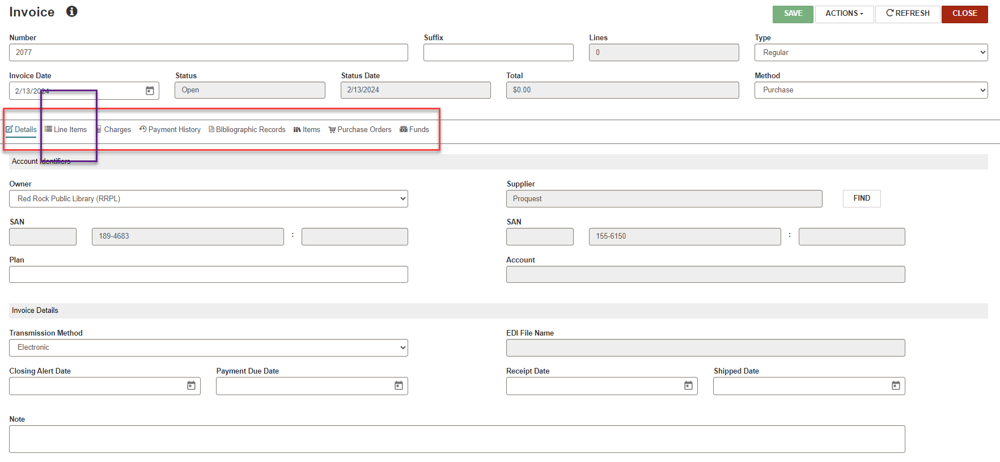 Invoice
SAVE ACTIONS REFRESH CLOSE
Number Suffix Lines Type
2077 0 Regular
Invoice Date Status Status Date Total Method
2/13/2024 Open 2/13/2024 $0.00 Purchase
Details Line Items Charges Payment History Bibliographic Records Items Purchase Orders Funds
Account Identifiers
Owner Supplier
Red Rock Public Library (RRPL) Proquest FIND
SAN SAN
189-4683 : 155-6150 :
Plan Account
Invoice Details
Transmission Method EDI File Name
Electronic
Closing Alert Date Payment Due Date Receipt Date Shipped Date
Note